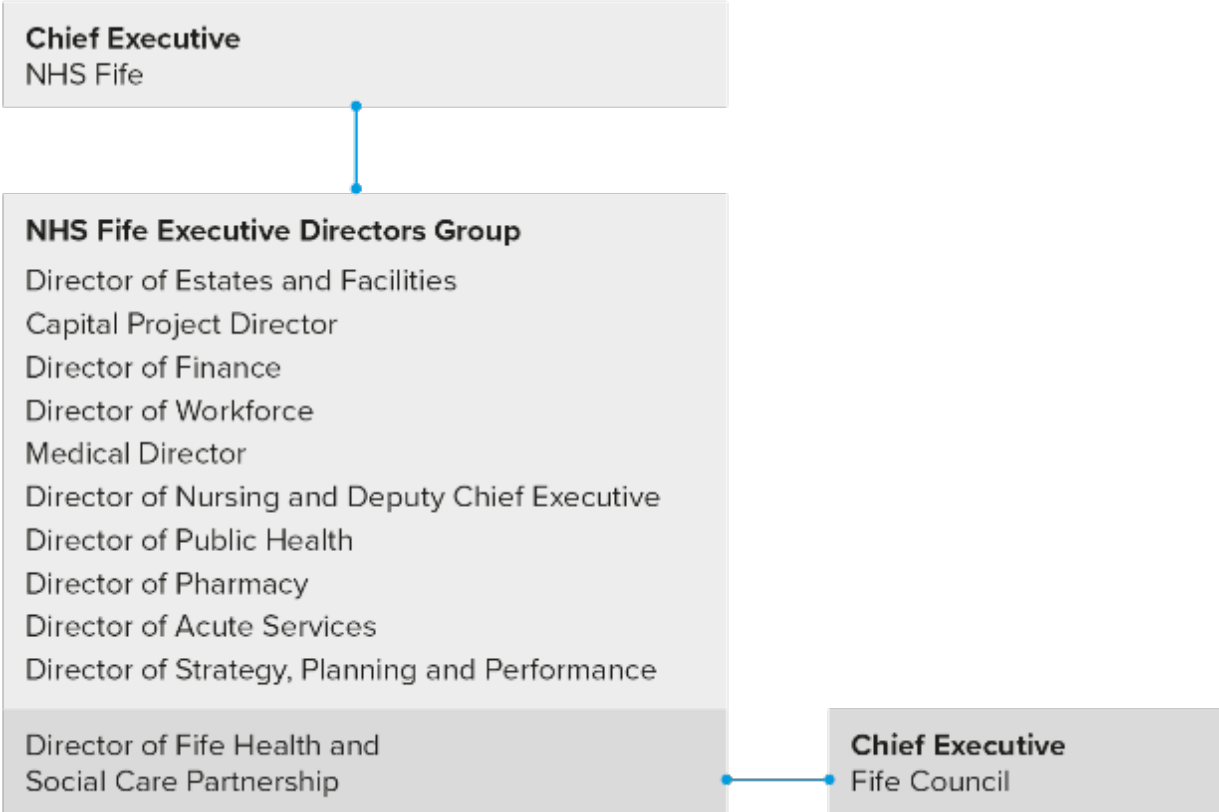 Chief Executive
NHS Fife
NHS Fife Executive Directors Group
Director of Estates and Facilities
Capital Project Director
Director of Finance
Director of Workforce
Medical Director
Director of Nursing and Deputy Chief Executive
Director of Public Health
Director of Pharmacy
Director of Acute Services
Director of Strategy, Planning and Performance
Director of Fife Health and
Social Care Partnership
Chief Executive
Fife Council